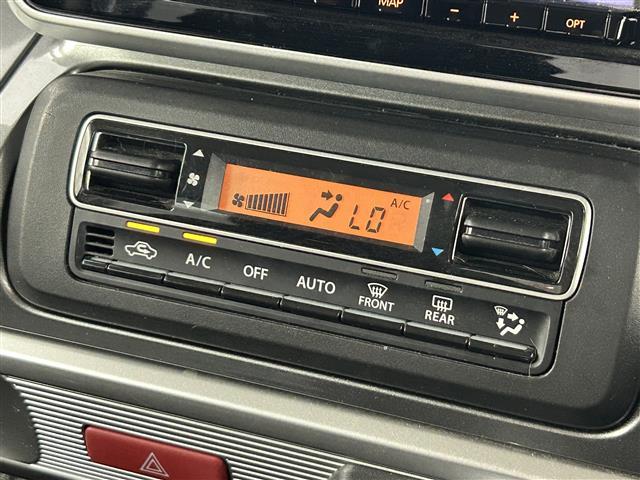 MAP - + OPT
LO A/C
A/C OFF AUTO FRONT REAR